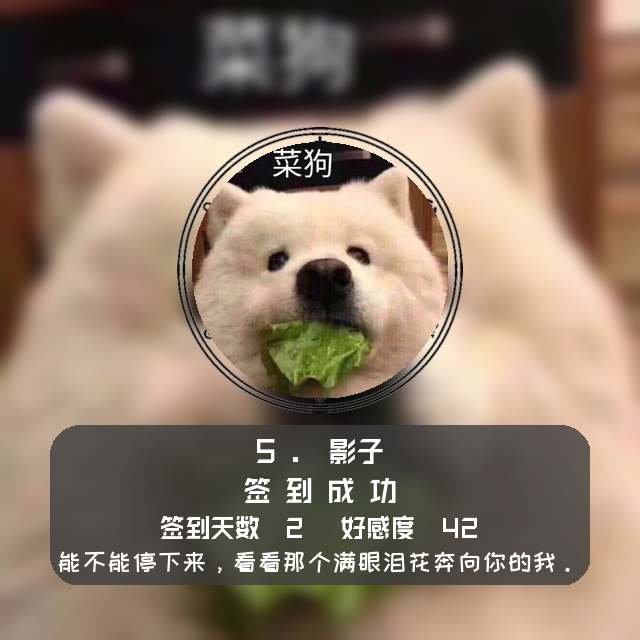 菜狗
菜狗
5. 影子
签到成功
签到天数 2 好感度 42
能不能停下来，看看那个满眼泪花奔向你的我.